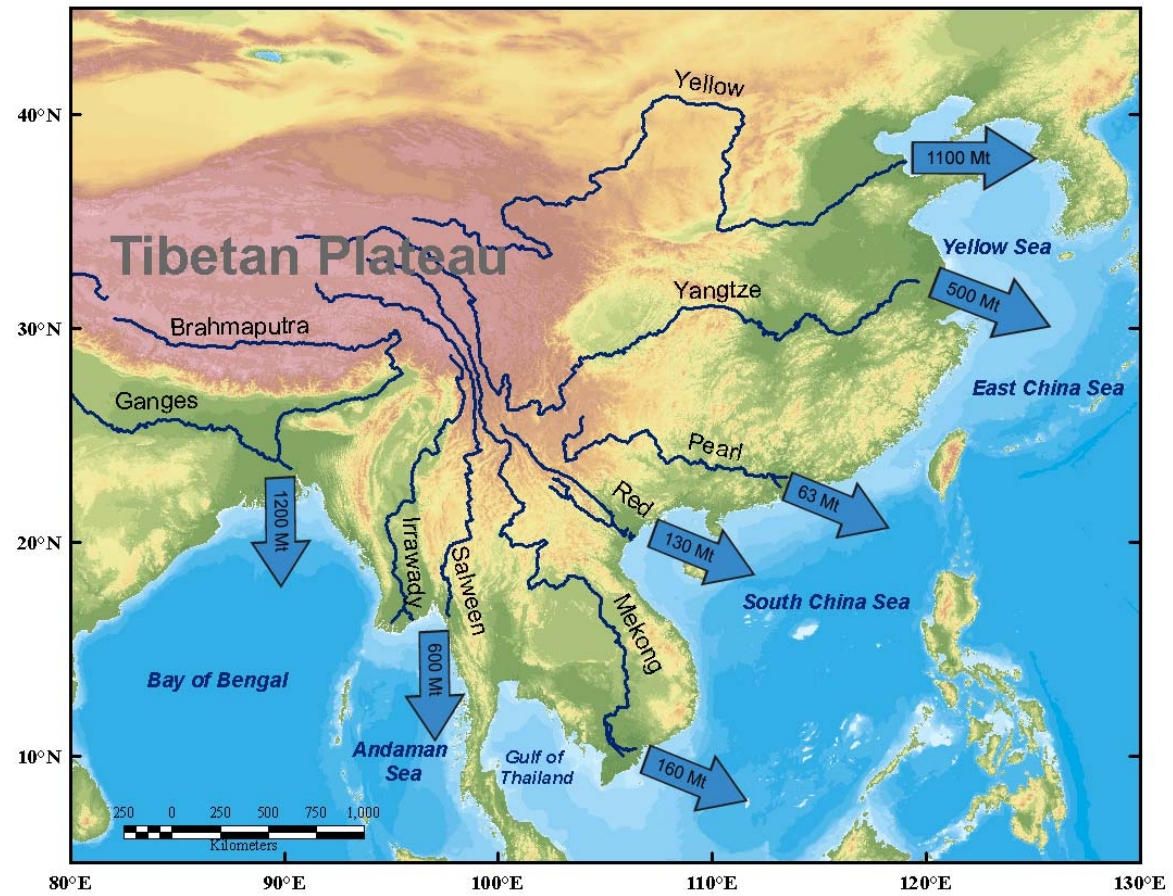 40°N
30°N
20°N
10°N
80°E
90°E
100°E
110°E
120°E
130°E
Yellow
1100 Mt
Yellow Sea
Tibetan Plateau
Yangtze
500 Mt
Brahmaputra
East China Sea
Ganges
Pearl
63 Mt
1200 Mt
Red
130 Mt
Irrawady
Salween
South China Sea
Mekong
600 Mt
Bay of Bengal
Andaman
Sea
Gulf of
Thailand
160 Mt
250 0 250 500 750 1,000
Kilometers